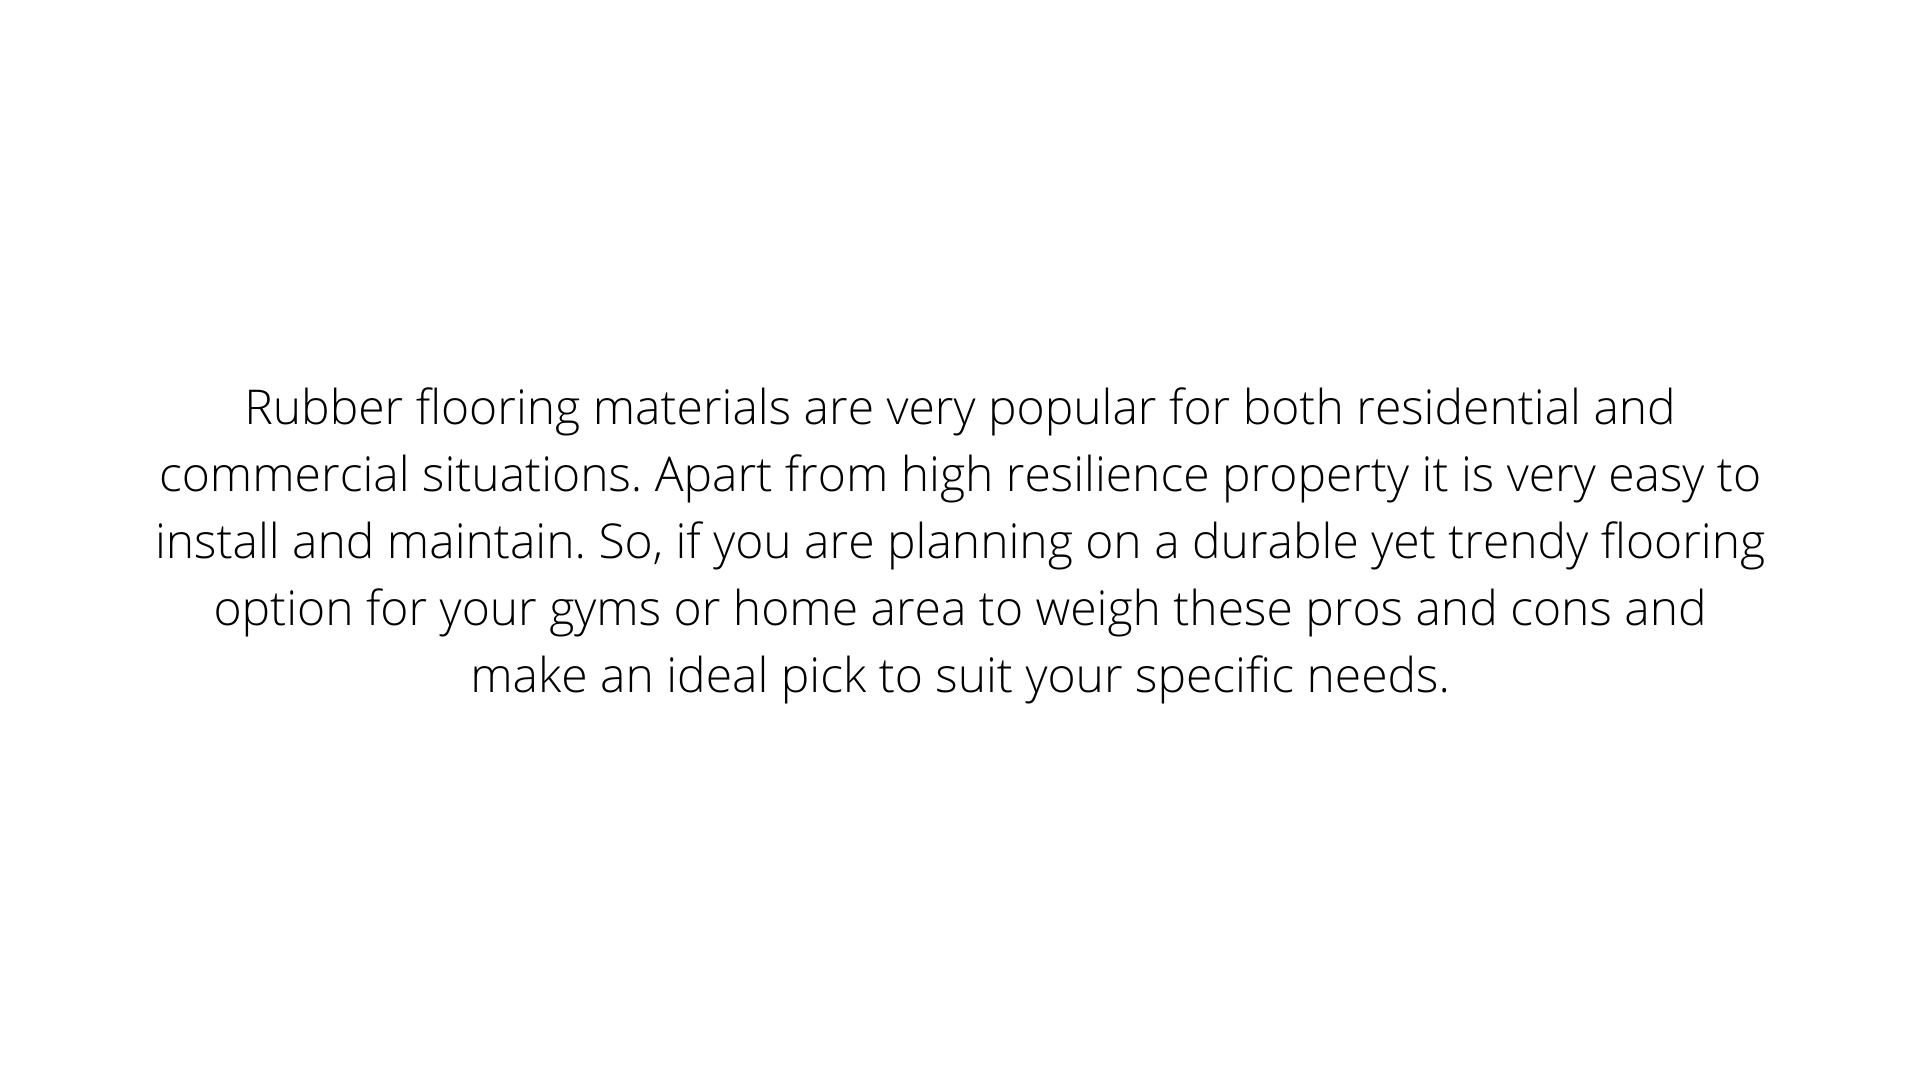 Rubber flooring materials are very popular for both residential and
commercial situations. Apart from high resilience property it is very easy to
install and maintain. So, if you are planning on a durable yet trendy flooring
option for your gyms or home area to weigh these pros and cons and
make an ideal pick to suit your specific needs.